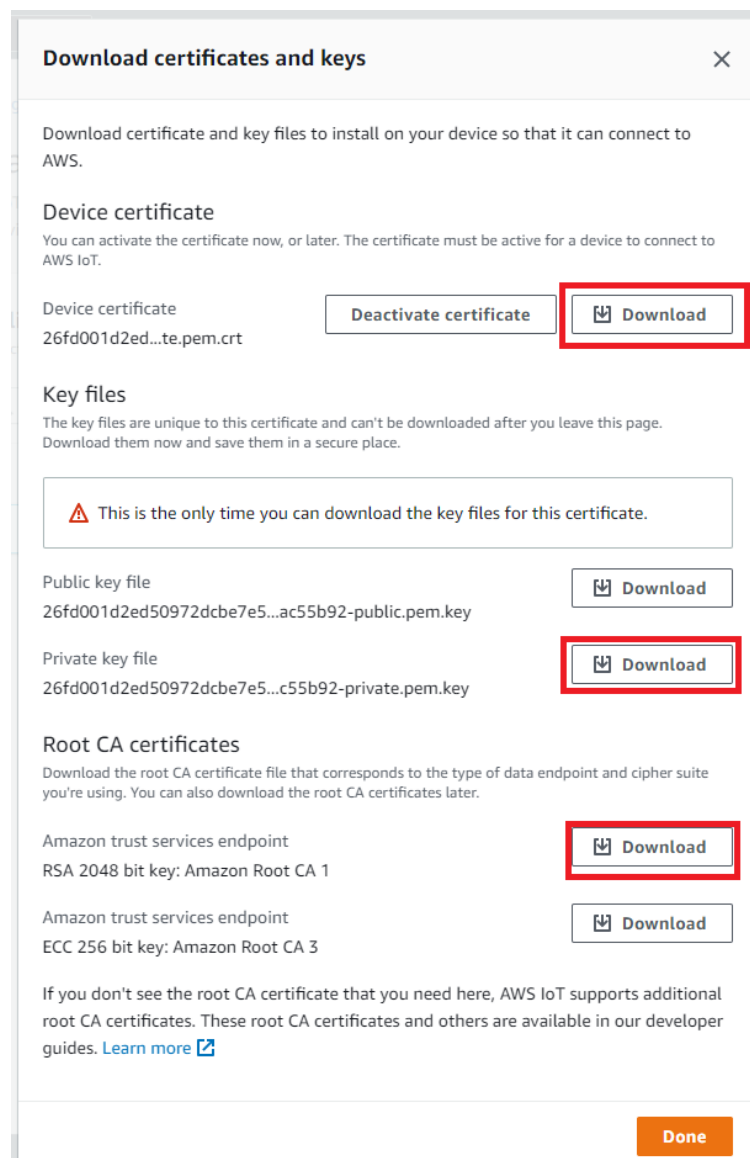 Download certificates and keys
Download certificate and key files to install on your device so that it can connect to
AWS.
Device certificate
You can activate the certificate now, or later. The certificate must be active for a device to connect to
AWS IoT.
Device certificate
26fd001d2ed...te.pem.crt
Deactivate certificate
Download
Key files
The key files are unique to this certificate and can't be downloaded after you leave this page.
Download them now and save them in a secure place.
This is the only time you can download the key files for this certificate.
Public key file
26fd001d2ed50972dcbe7e5...ac55b92-public.pem.key
Download
Private key file
26fd001d2ed50972dcbe7e5...c55b92-private.pem.key
Download
Root CA certificates
Download the root CA certificate file that corresponds to the type of data endpoint and cipher suite
you're using. You can also download the root CA certificates later.
Amazon trust services endpoint
RSA 2048 bit key: Amazon Root CA 1
Download
Amazon trust services endpoint
ECC 256 bit key: Amazon Root CA 3
Download
If you don't see the root CA certificate that you need here, AWS IoT supports additional
root CA certificates. These root CA certificates and others are available in our developer
guides. Learn more
Done